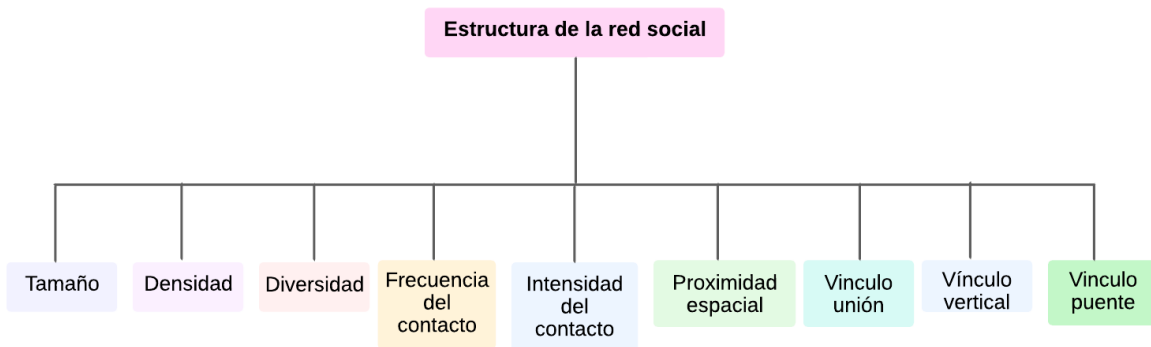 Estructura de la red social
Tamaño
Densidad
Diversidad
Frecuencia
del
contacto
Intensidad
del
contacto
Proximidad
espacial
Vinculo
unión
Vínculo
vertical
Vinculo
puente